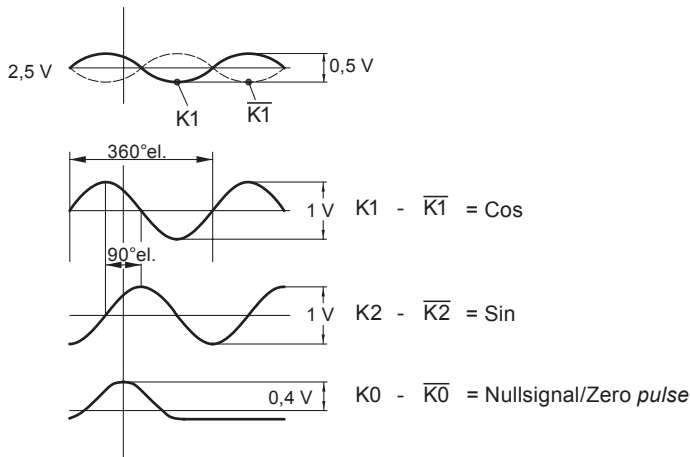 2,5 V
0,5 V
K1
K1
360°el.
1 V K1 - K1 = Cos
90°el.
1 V K2 - K2 = Sin
0,4 V K0 - K0 = Nullsignal/Zero pulse